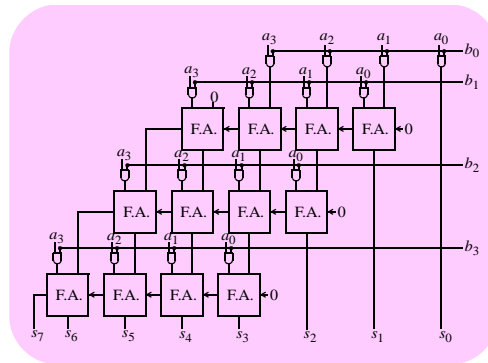 a3 a2 a1 a0
b0
a3 a2 a1 a0
b1
0
F.A. F.A. F.A. F.A. 0
a3 a2 a1 a0
b2
F.A. F.A. F.A. F.A. 0
a3 a2 a1 a0
b3
F.A. F.A. F.A. F.A. 0
s7 s6 s5 s4 s3 s2 s1 s0